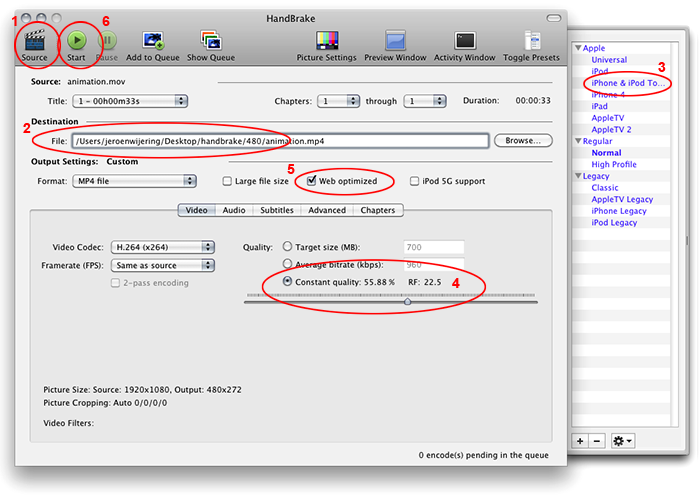 1
6
HandBrake
Source Start Pause Add to Queue Show Queue Picture Settings Preview Window Activity Window Toggle Presets
Source: animation.mov
Title: 1 - 00h00m33s Chapters: 1 through 1 Duration: 00:00:33
Destination
2
File: /Users/jeroenwijering/Desktop/handbrake/480/animation.mp4 Browse...
Output Settings: Custom
5
Format: MP4 file Large file size Web optimized iPod 5G support
Video Audio Subtitles Advanced Chapters
Video Codec: H.264 (x264) Quality: Target size (MB): 700
Framerate (FPS): Same as source Average bitrate (kbps): 960
2-pass encoding Constant quality: 55.88 % RF: 22.5 4
Picture Size: Source: 1920x1080, Output: 480x272
Picture Cropping: Auto 0/0/0/0
Video Filters:
0 encode(s) pending in the queue
Apple
Universal
3
iPod
iPhone & iPod To...
iPhone 4
iPad
AppleTV
AppleTV 2
Regular
Normal
High Profile
Legacy
Classic
AppleTV Legacy
iPhone Legacy
iPod Legacy